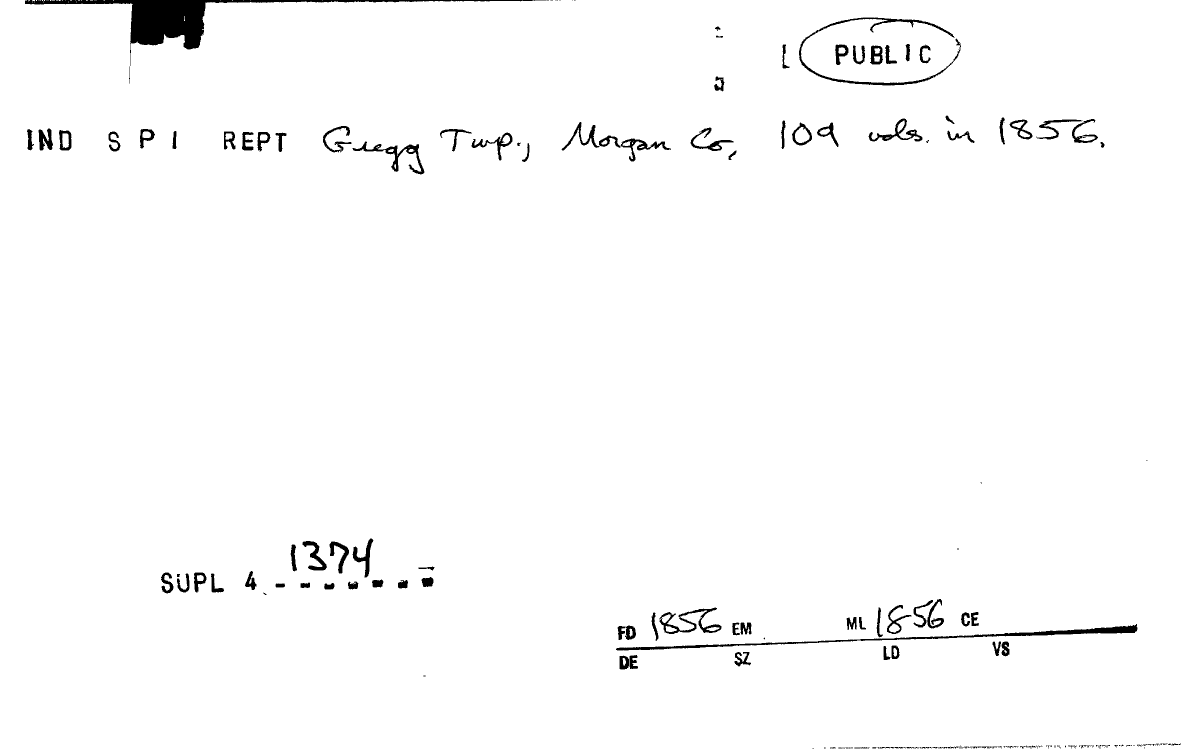 PUBLIC
IND S P I REPT Gregg Twp., Morgan Co, 109 vols. in 1856.
1374
SUPL 4 - - - - - - -
FD 1856 EM ML 1856 CE
DE SZ LD VS